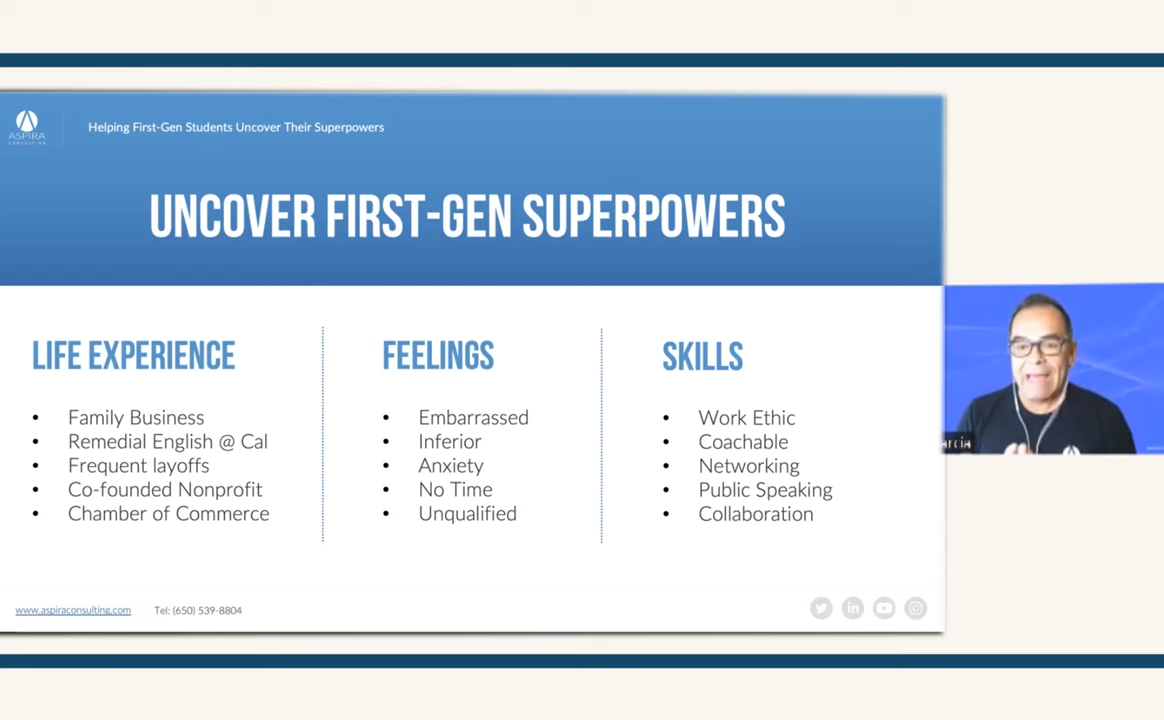 ASPIRA
CONSULTING
Helping First-Gen Students Uncover Their Superpowers
UNCOVER FIRST-GEN SUPERPOWERS
LIFE EXPERIENCE
• Family Business
• Remedial English @ Cal
• Frequent layoffs
• Co-founded Nonprofit
• Chamber of Commerce
FEELINGS
• Embarrassed
• Inferior
• Anxiety
• No Time
• Unqualified
SKILLS
• Work Ethic
• Coachable
• Networking
• Public Speaking
• Collaboration
arcia
www.aspiraconsulting.com Tel: (650) 539-8804
in